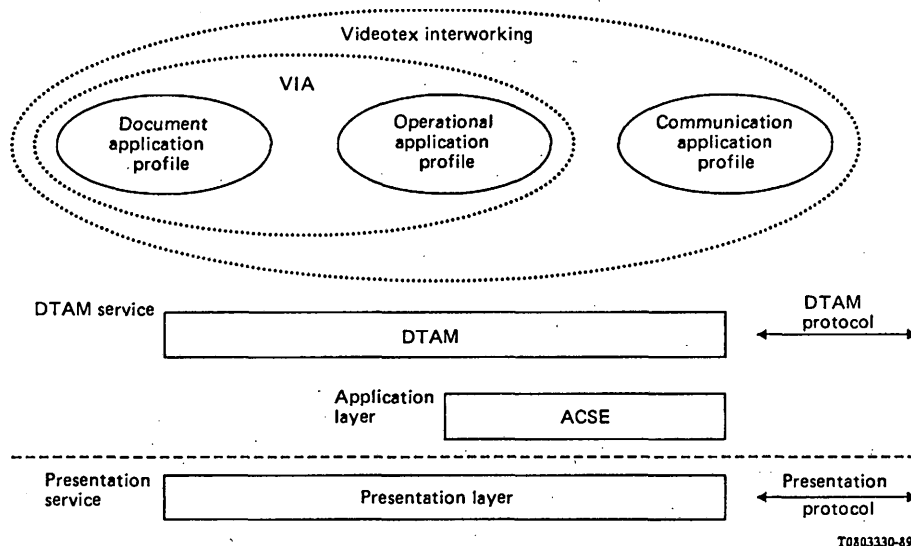 Videotex interworking
VIA
Document
application
profile
Operational
application
profile
Communication
application
profile
DTAM service
DTAM
DTAM
protocol
Application
layer
ACSE
Presentation
service
Presentation layer
Presentation
protocol
T0803330-89